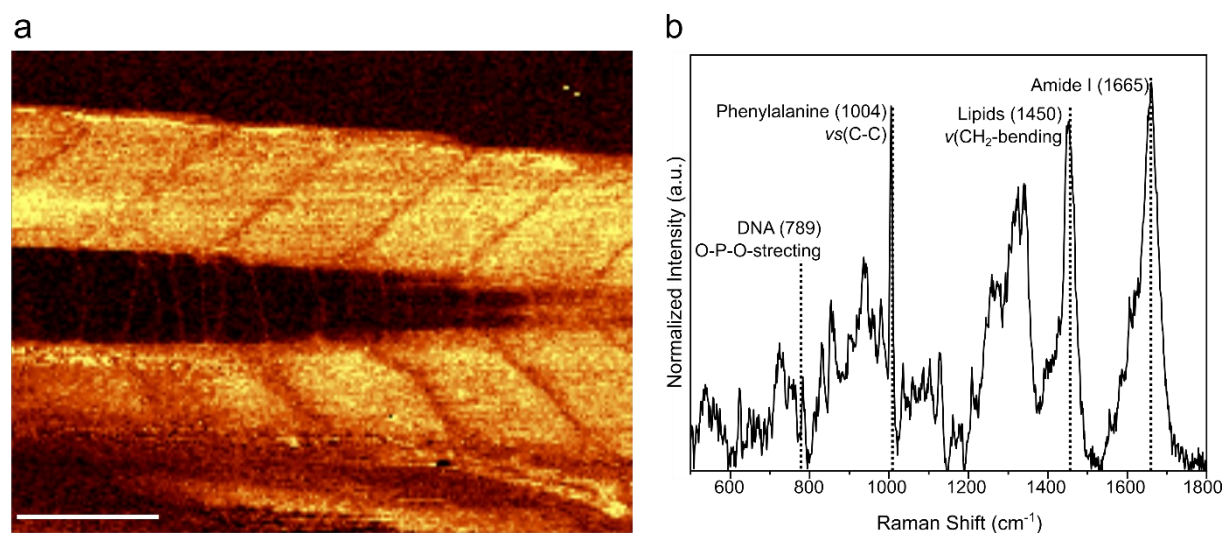 a
b
Amide I (1665)
Phenylalanine (1004)
vs(C-C)
Lipids (1450)
v(CH2-bending
DNA (789)
O-P-O-strecting
Normalized Intensity (a.u.)
600 800 1000 1200 1400 1600 1800
Raman Shift (cm-1)